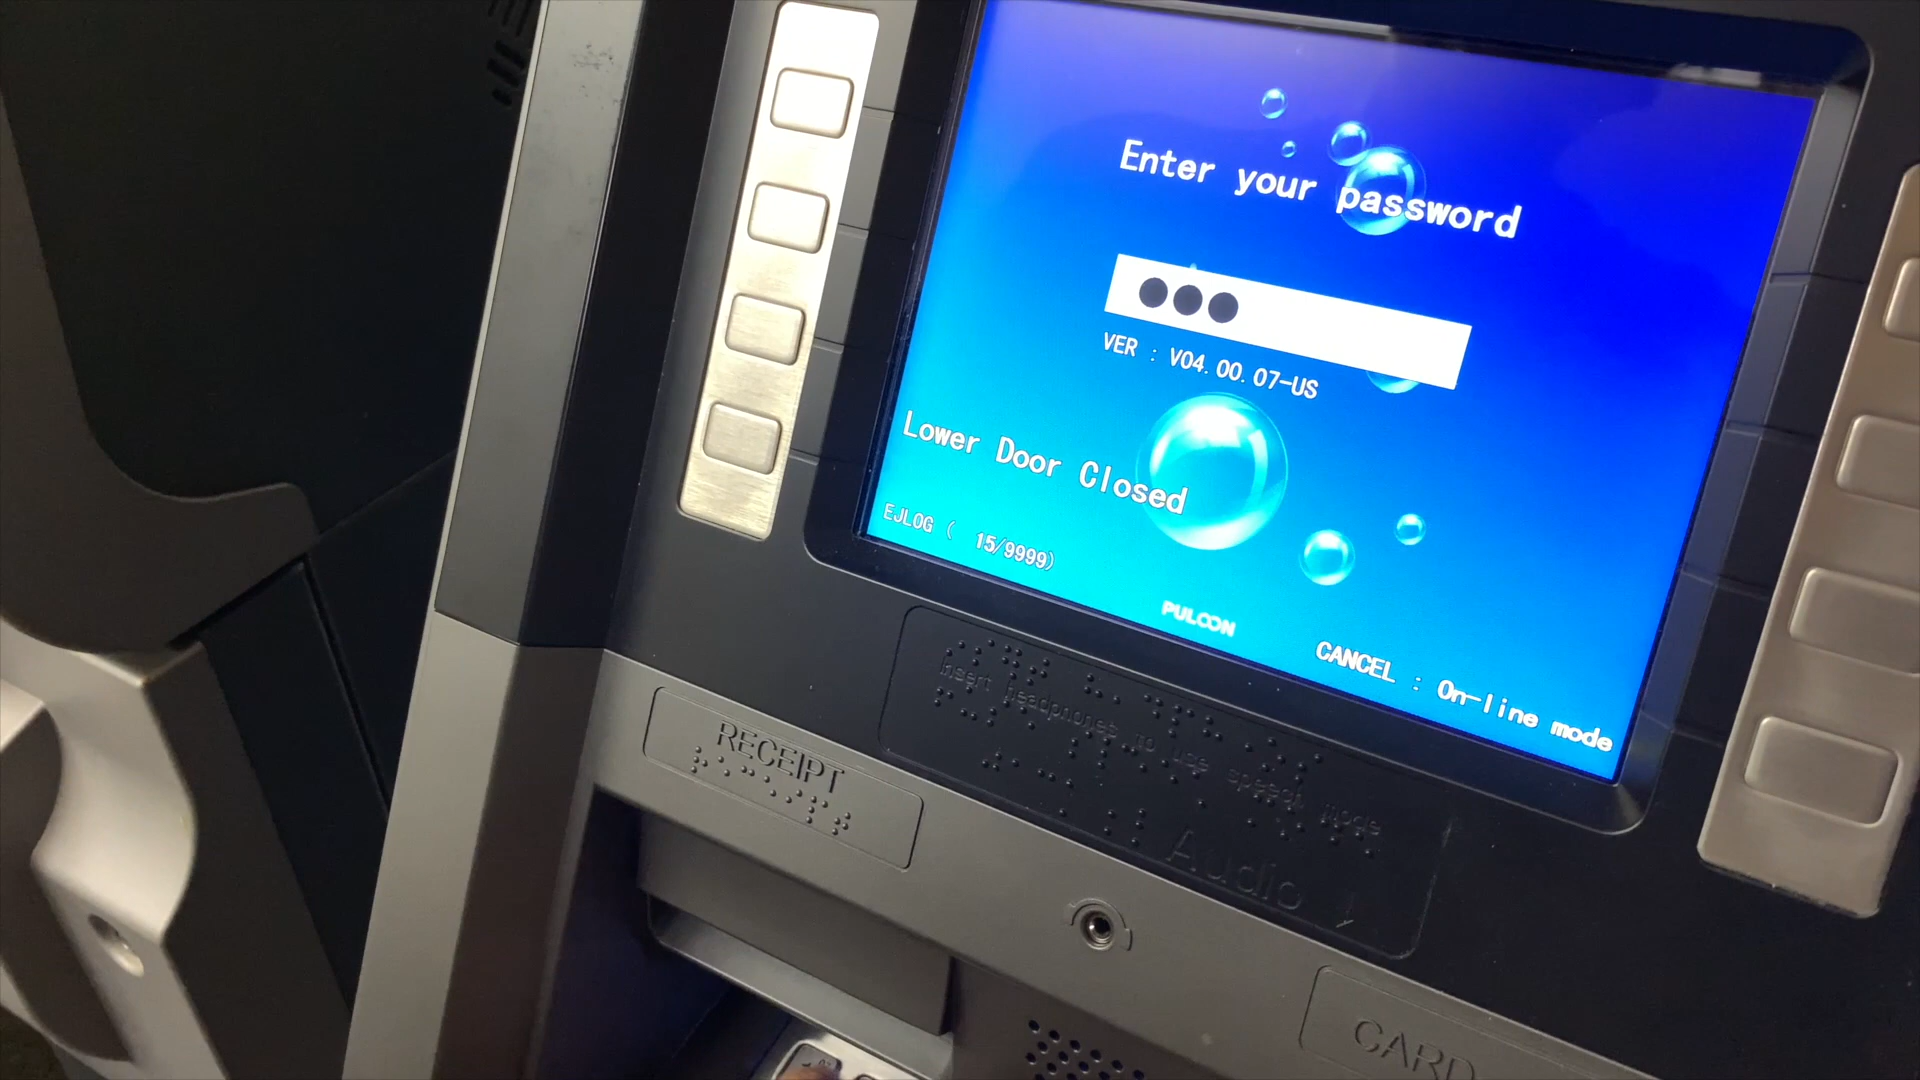 Enter your password
VER : V04.00.07-US
Lower Door Closed
EJLOG ( 15/9999)
PULOON
CANCEL : On-line mode
Insert headphones to use speech mode
RECEIPT
Audio
CARD